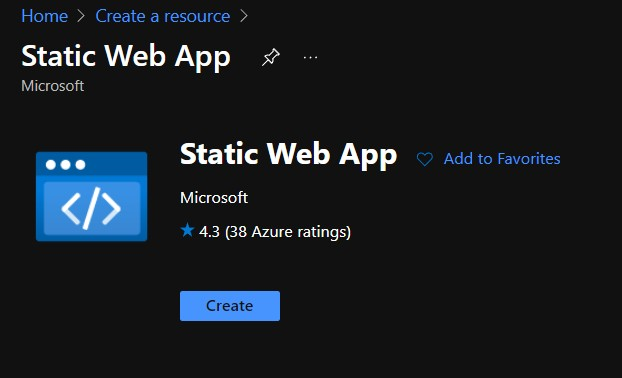 Home > Create a resource >
Static Web App ...
Microsoft
Static Web App Add to Favorites
Microsoft
4.3 (38 Azure ratings)
Create